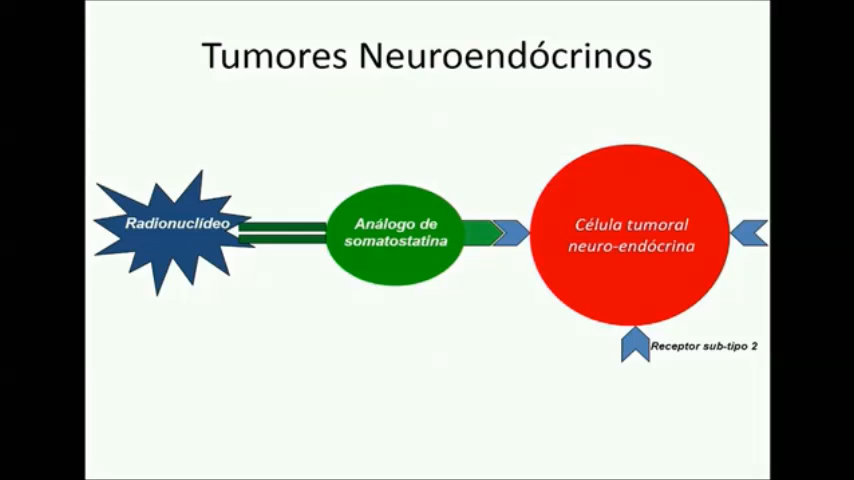 Tumores Neuroendócrinos
Radionuclídeo
Análogo de
somatostatina
Célula tumoral
neuro-endócrina
Receptor sub-tipo 2